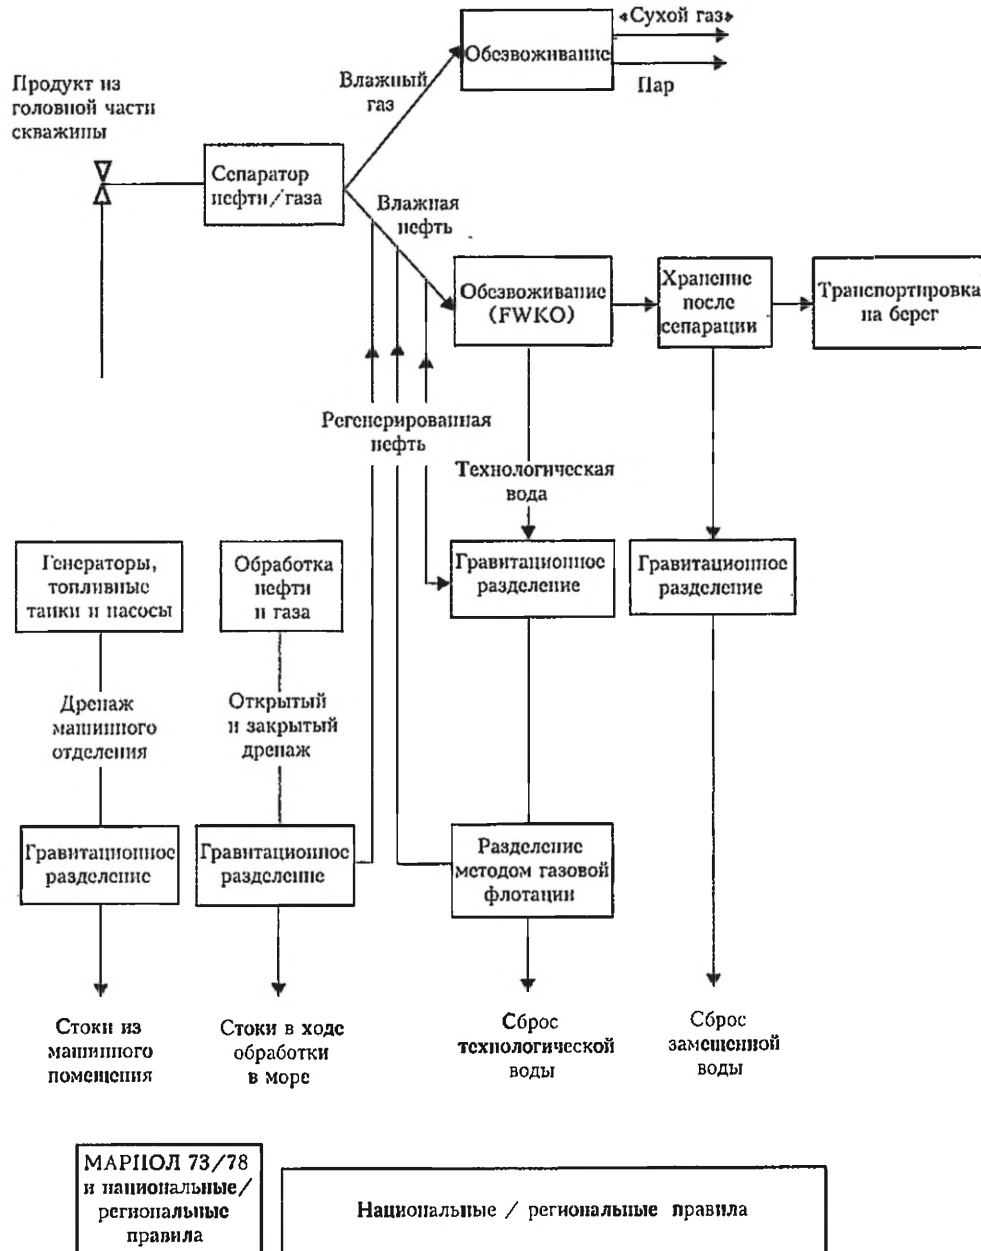 «Сухой газ»
Обезвоживание
Пар
Влажный
газ
Продукт из
головной части
скважины
Сепаратор
нефти/газа
Влажная
нефть
Обезвоживание
(FWKO)
Хранение
после
сепарации
Транспортировка
на берег
Регенерированная
нефть
Технологическая
вода
Генераторы,
топливные
танки и насосы
Обработка
нефти
и газа
Гравитационное
разделение
Гравитационное
разделение
Дренаж
машинного
отделения
Открытый
и закрытый
дренаж
Гравитационное
разделение
Гравитационное
разделение
Разделение
методом газовой
флотации
Стоки из
машинного
помещения
Стоки в ходе
обработки
в море
Сброс
технологической
воды
Сброс
замещенной
воды
МАРПОЛ 73/78
и национальные/
региональные
правила
Национальные / региональные правила